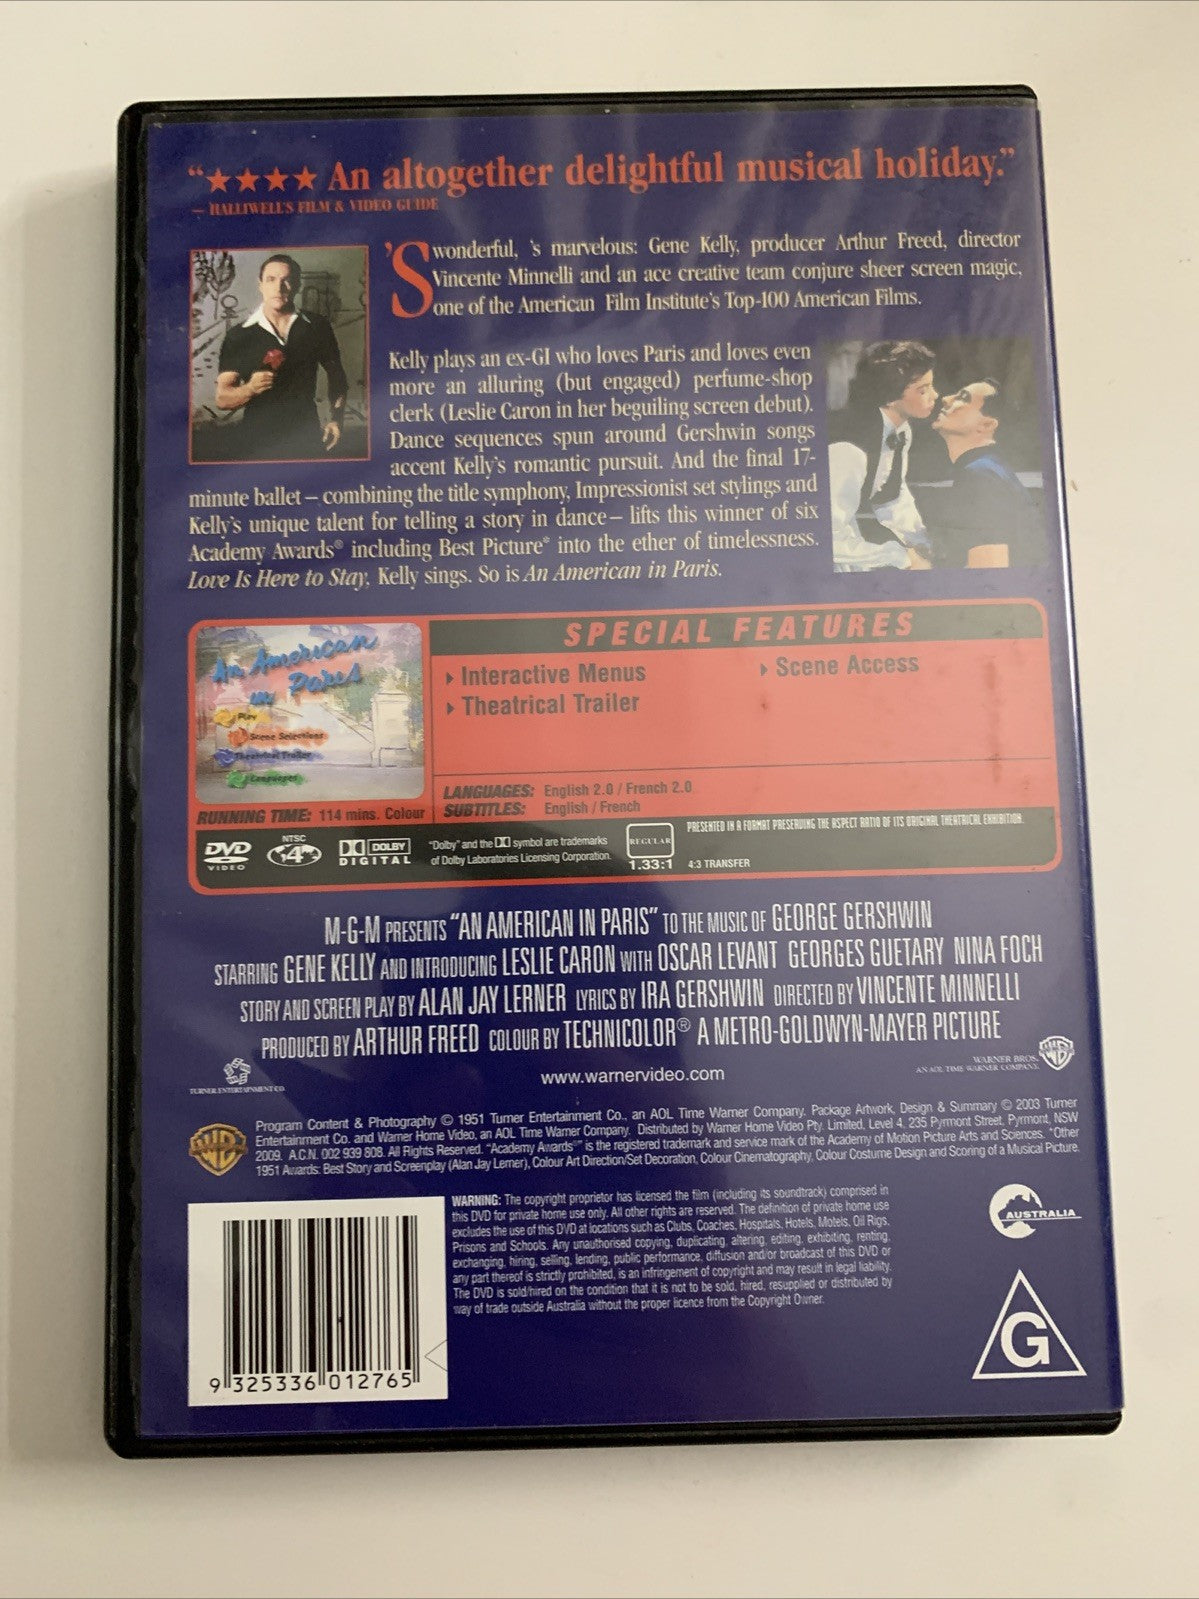 “★★★★ An altogether delightful musical holiday.”
– HALLIWELL'S FILM & VIDEO GUIDE
'S wonderful, 's marvelous: Gene Kelly, producer Arthur Freed, director
Vincente Minnelli and an ace creative team conjure sheer screen magic,
one of the American Film Institute's Top-100 American Films.
Kelly plays an ex-GI who loves Paris and loves even
more an alluring (but engaged) perfume-shop
clerk (Leslie Caron in her beguiling screen debut).
Dance sequences spun around Gershwin songs
accent Kelly's romantic pursuit. And the final 17-
minute ballet – combining the title symphony, Impressionist set stylings and
Kelly's unique talent for telling a story in dance – lifts this winner of six
Academy Awards® including Best Picture* into the ether of timelessness.
Love Is Here to Stay, Kelly sings. So is An American in Paris.
An American
in Paris
Play
Scene Selections
Theatrical Trailer
Languages
SPECIAL FEATURES
Interactive Menus
Scene Access
Theatrical Trailer
RUNNING TIME: 114 mins. Colour
LANGUAGES: English 2.0 / French 2.0
SUBTITLES: English / French
DVD VIDEO
NTSC 4
DOLBY DIGITAL
"Dolby" and the DD symbol are trademarks
of Dolby Laboratories Licensing Corporation.
REGULAR
1.33:1
PRESENTED IN A FORMAT PRESERVING THE ASPECT RATIO OF ITS ORIGINAL THEATRICAL EXHIBITION.
4:3 TRANSFER
M-G-M PRESENTS “AN AMERICAN IN PARIS” TO THE MUSIC OF GEORGE GERSHWIN
STARRING GENE KELLY AND INTRODUCING LESLIE CARON WITH OSCAR LEVANT GEORGES GUETARY NINA FOCH
STORY AND SCREEN PLAY BY ALAN JAY LERNER LYRICS BY IRA GERSHWIN DIRECTED BY VINCENTE MINNELLI
PRODUCED BY ARTHUR FREED COLOUR BY TECHNICOLOR® A METRO-GOLDWYN-MAYER PICTURE
TURNER ENTERTAINMENT CO.
www.warnervideo.com
WARNER BROS.
AN AOL TIME WARNER COMPANY
Program Content & Photography © 1951 Turner Entertainment Co., an AOL Time Warner Company. Package Artwork, Design & Summary © 2003 Turner
Entertainment Co. and Warner Home Video, an AOL Time Warner Company. Distributed by Warner Home Video Pty. Limited, Level 4, 235 Pyrmont Street, Pyrmont, NSW
2009. A.C.N. 002 939 808. All Rights Reserved. "Academy Awards®" is the registered trademark and service mark of the Academy of Motion Picture Arts and Sciences. *Other
1951 Awards: Best Story and Screenplay (Alan Jay Lerner), Colour Art Direction/Set Decoration, Colour Cinematography, Colour Costume Design and Scoring of a Musical Picture.
WARNING: The copyright proprietor has licensed the film (including its soundtrack) comprised in
this DVD for private home use only. All other rights are reserved. The definition of private home use
excludes the use of this DVD at locations such as Clubs, Coaches, Hospitals, Hotels, Motels, Oil Rigs,
Prisons and Schools. Any unauthorised copying, duplicating, altering, editing, exhibiting, renting,
exchanging, hiring, selling, lending, public performance, diffusion and/or broadcast of this DVD or
any part thereof is strictly prohibited, is an infringement of copyright and may result in legal liability.
The DVD is sold/hired on the condition that it is not to be sold, hired, resupplied or distributed by
way of trade outside Australia without the proper licence from the Copyright Owner.
AUSTRALIA
G
9 325336 012765